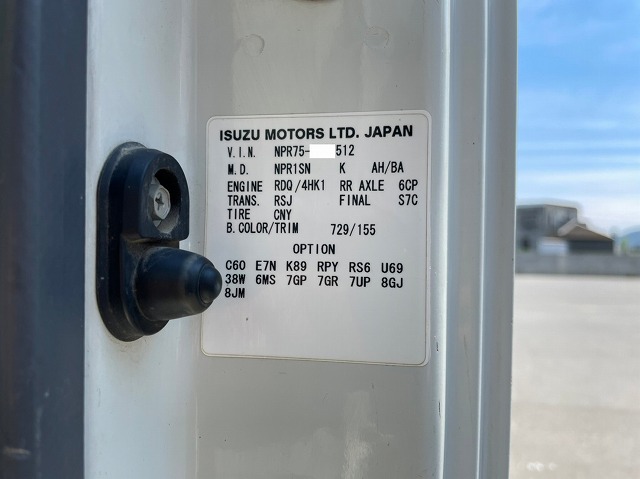 ISUZU MOTORS LTD. JAPAN
V.I.N. NPR75- 512
M.D. NPR1SN K AH/BA
ENGINE RDQ/4HK1 RR AXLE 6CP
TRANS. RSJ FINAL S7C
TIRE CNY
B.COLOR/TRIM 729/155
OPTION
C60 E7N K89 RPY RS6 U69
38W 6MS 7GP 7GR 7UP 8GJ
8JM